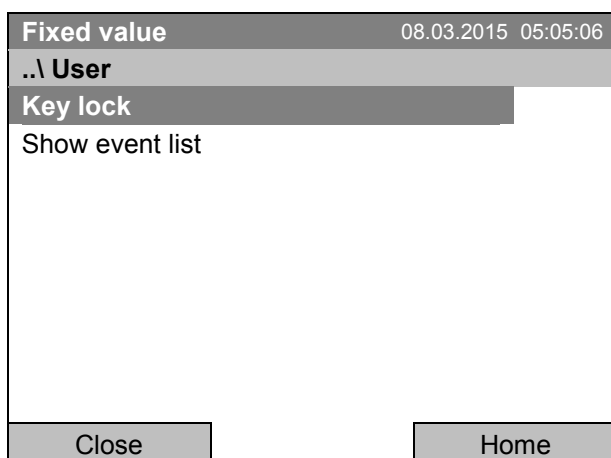 Fixed value 08.03.2015 05:05:06
..\ User
Key lock
Show event list
Close Home